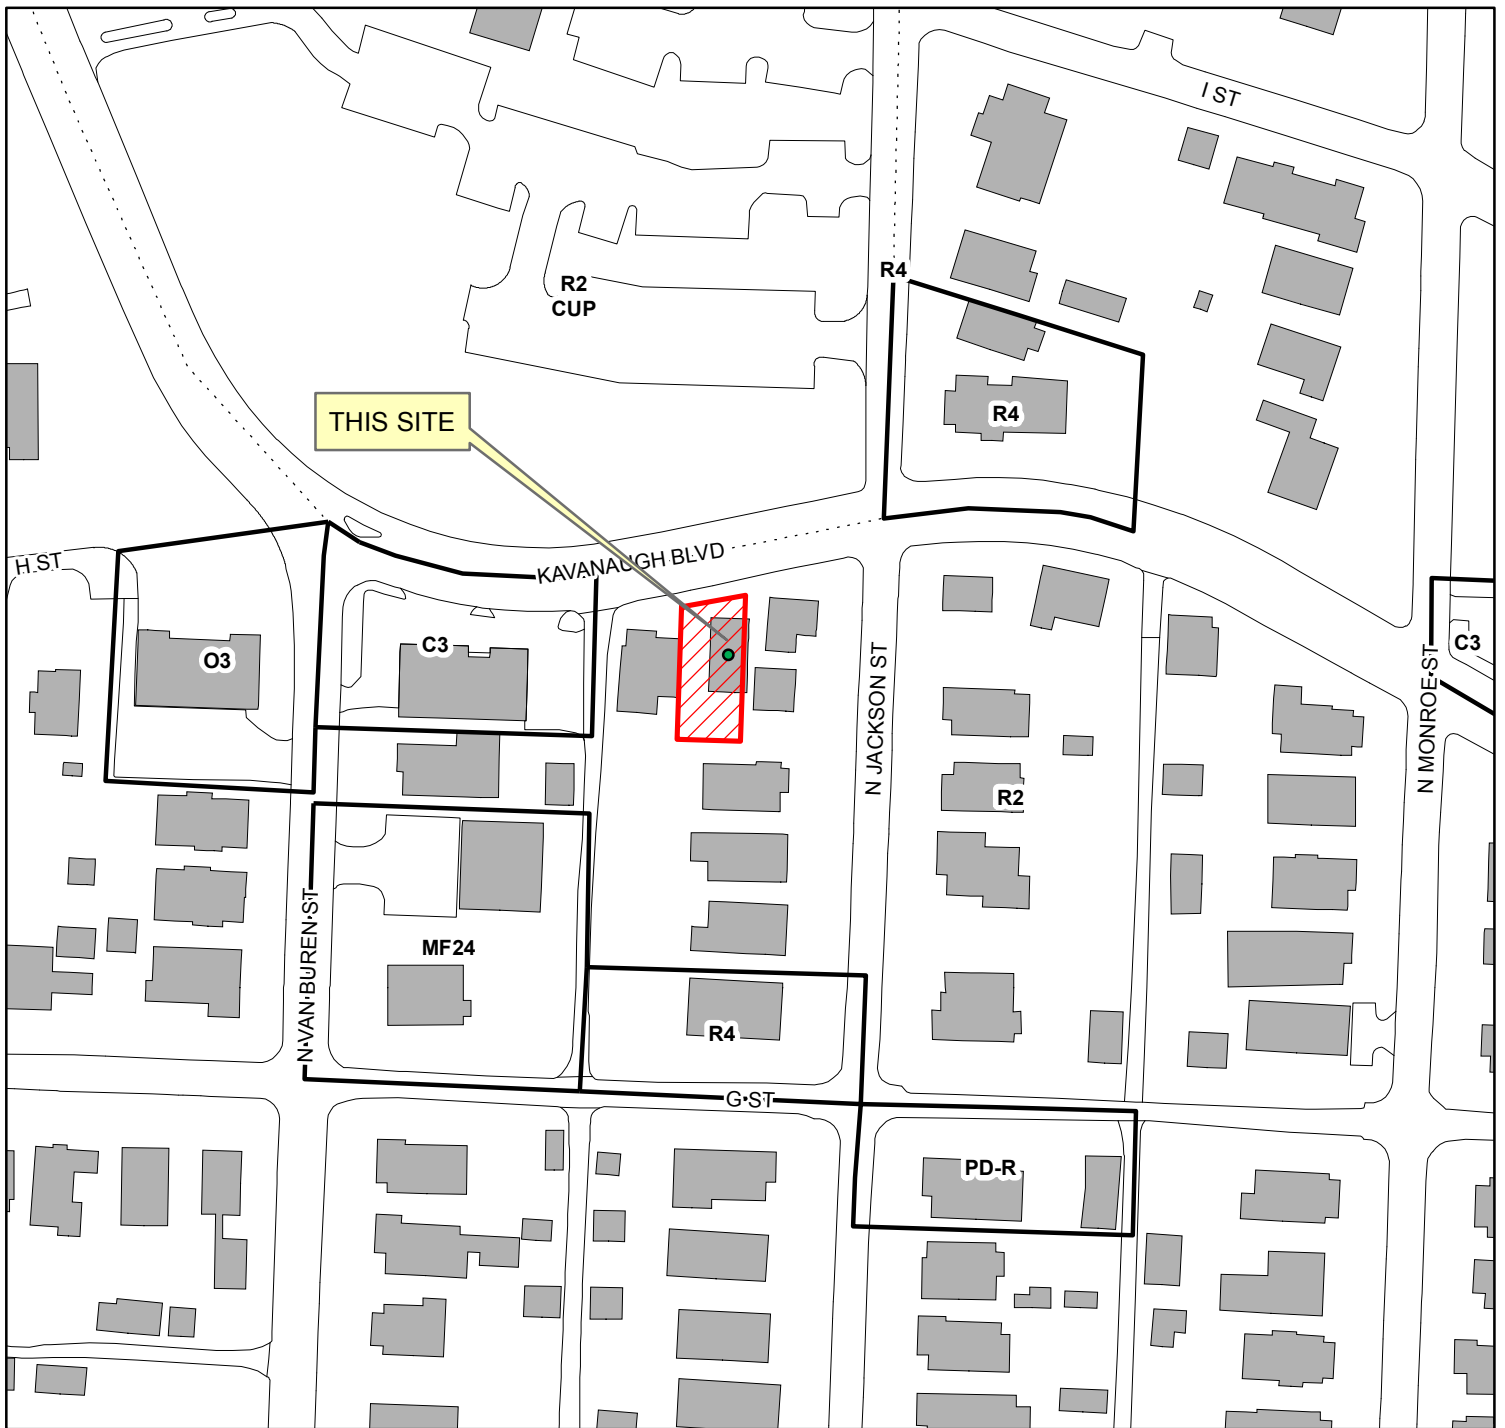 I ST
R4
R2
CUP
THIS SITE
R4
KAVANAUGH BLVD
H ST
C3
O3
C3
N JACKSON ST
N MONROE ST
R2
N VAN BUREN ST
MF24
R4
G ST
PD-R